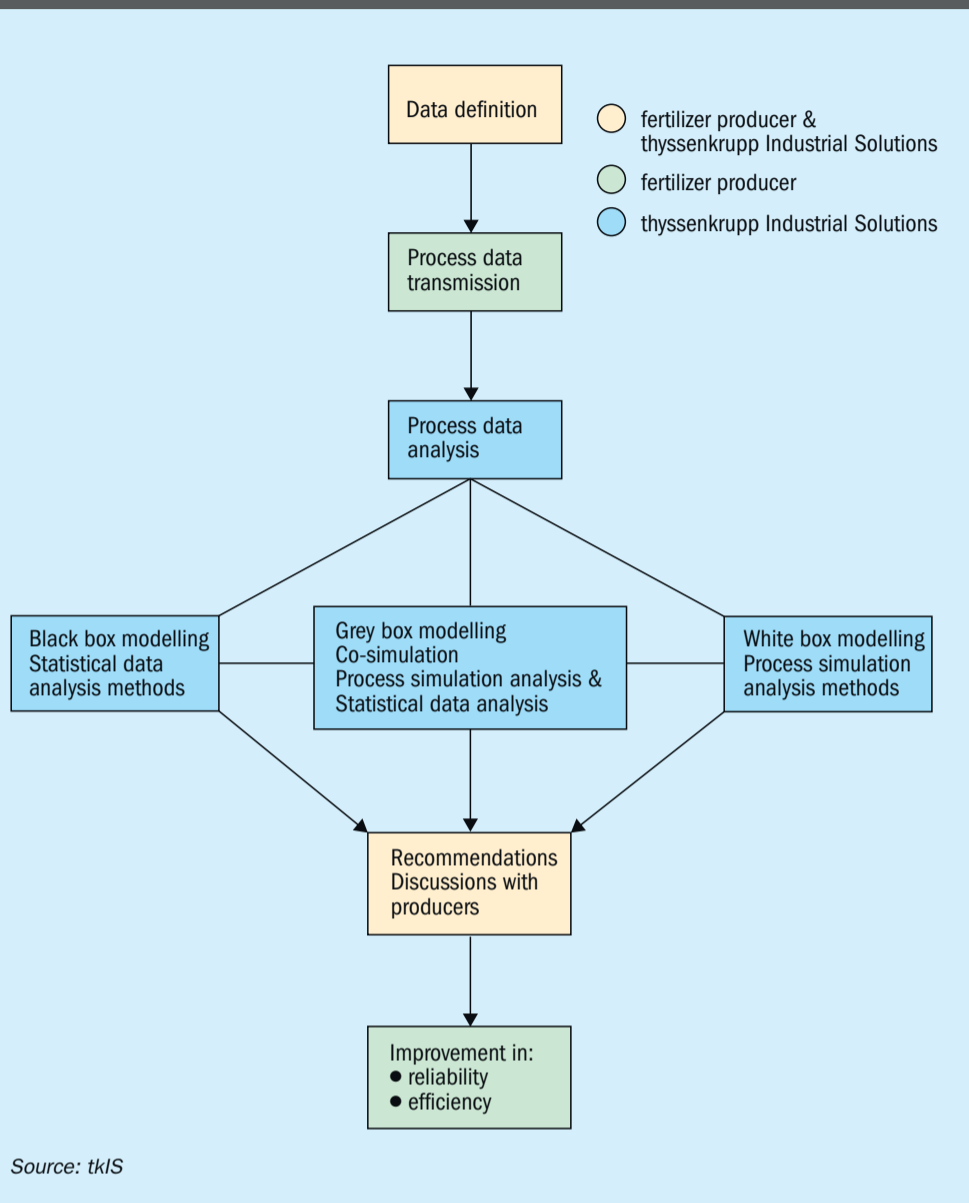 Data definition
fertilizer producer &
thyssenkrupp Industrial Solutions
fertilizer producer
thyssenkrupp Industrial Solutions
Process data
transmission
Process data
analysis
Black box modelling
Statistical data
analysis methods
Grey box modelling
Co-simulation
Process simulation analysis &
Statistical data analysis
White box modelling
Process simulation
analysis methods
Recommendations
Discussions with
producers
Improvement in:
● reliability
● efficiency
Source: tkIS